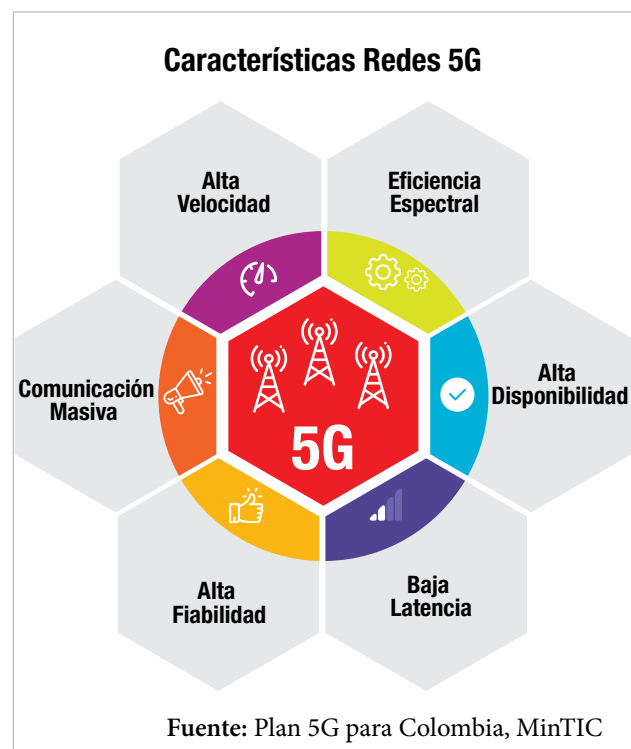 Características Redes 5G
Alta
Velocidad
Eficiencia
Espectral
Comunicación
Masiva
Alta
Disponibilidad
5G
Alta
Fiabilidad
Baja
Latencia
Fuente: Plan 5G para Colombia, MinTIC